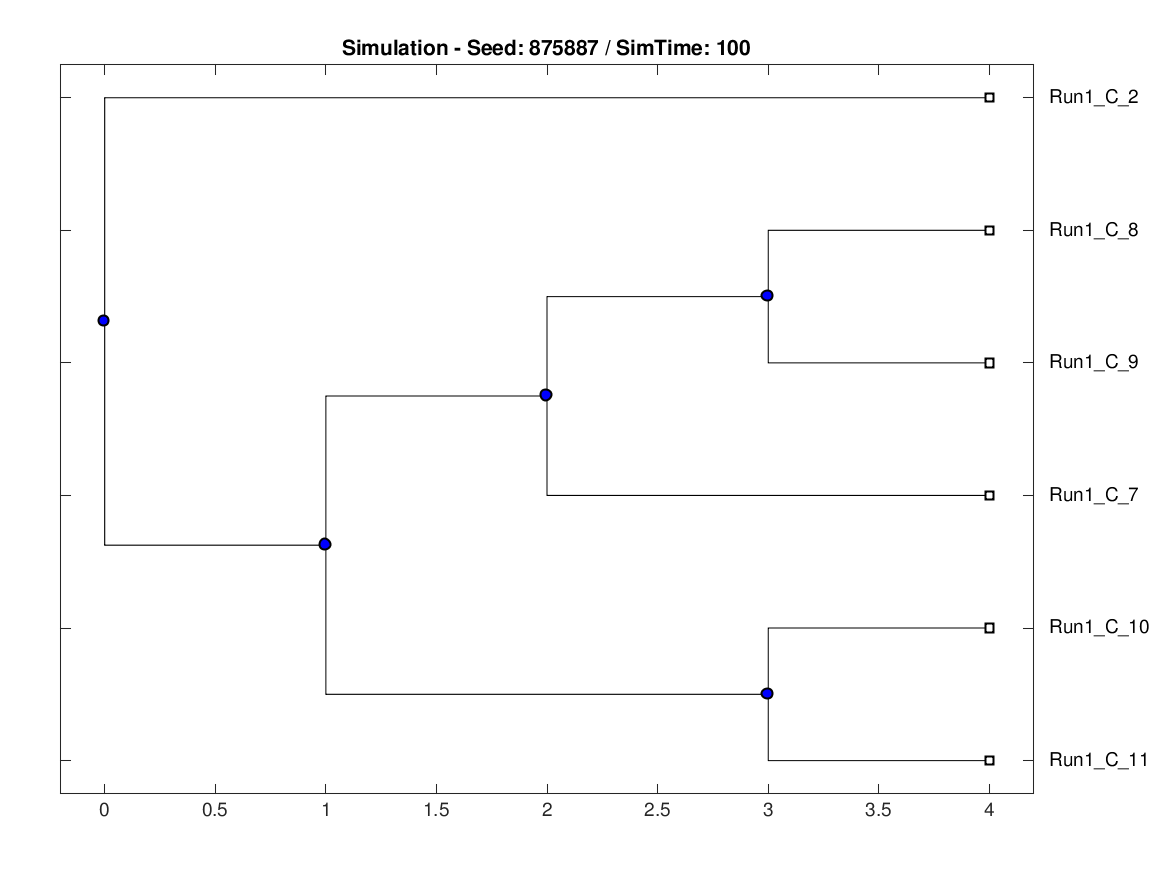 Simulation - Seed: 875887 / SimTime: 100
Run1_C_2
Run1_C_8
Run1_C_9
Run1_C_7
Run1_C_10
Run1_C_11
0 0.5 1 1.5 2 2.5 3 3.5 4